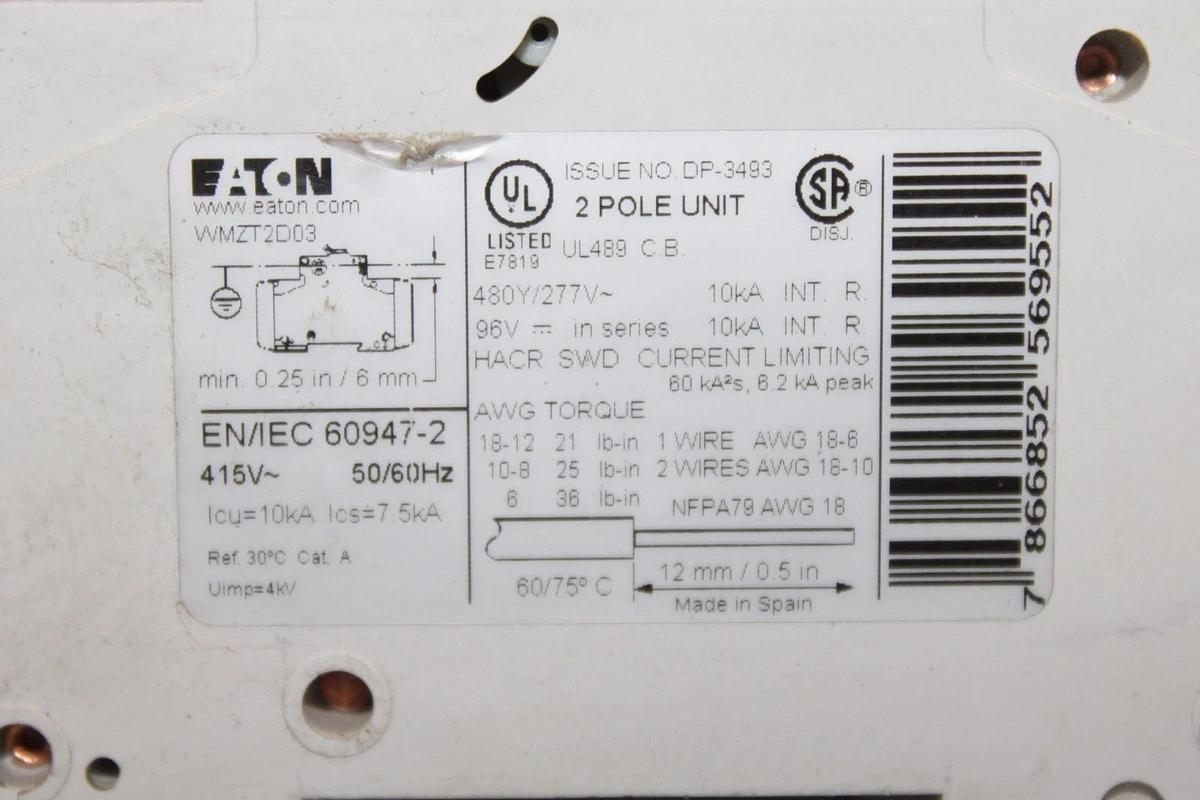 EATON
www.eaton.com
WMZT2D03
min. 0.25 in / 6 mm
EN/IEC 60947-2
415V~ 50/60Hz
Icu=10kA Ics=7.5kA
Ref. 30°C Cat. A
Uimp=4kV
UL
LISTED
E7819
ISSUE NO. DP-3493
2 POLE UNIT
UL489 C.B.
SA ®
DISJ.
480Y/277V~ 10kA INT. R.
96V ⎓ in series 10kA INT. R.
HACR SWD CURRENT LIMITING
60 kA²s, 6.2 kA peak
AWG TORQUE
18-12 21 lb-in 1 WIRE AWG 18-6
10-8 25 lb-in 2 WIRES AWG 18-10
6 36 lb-in NFPA79 AWG 18
60/75° C
12 mm / 0.5 in
Made in Spain
7 866852 569552